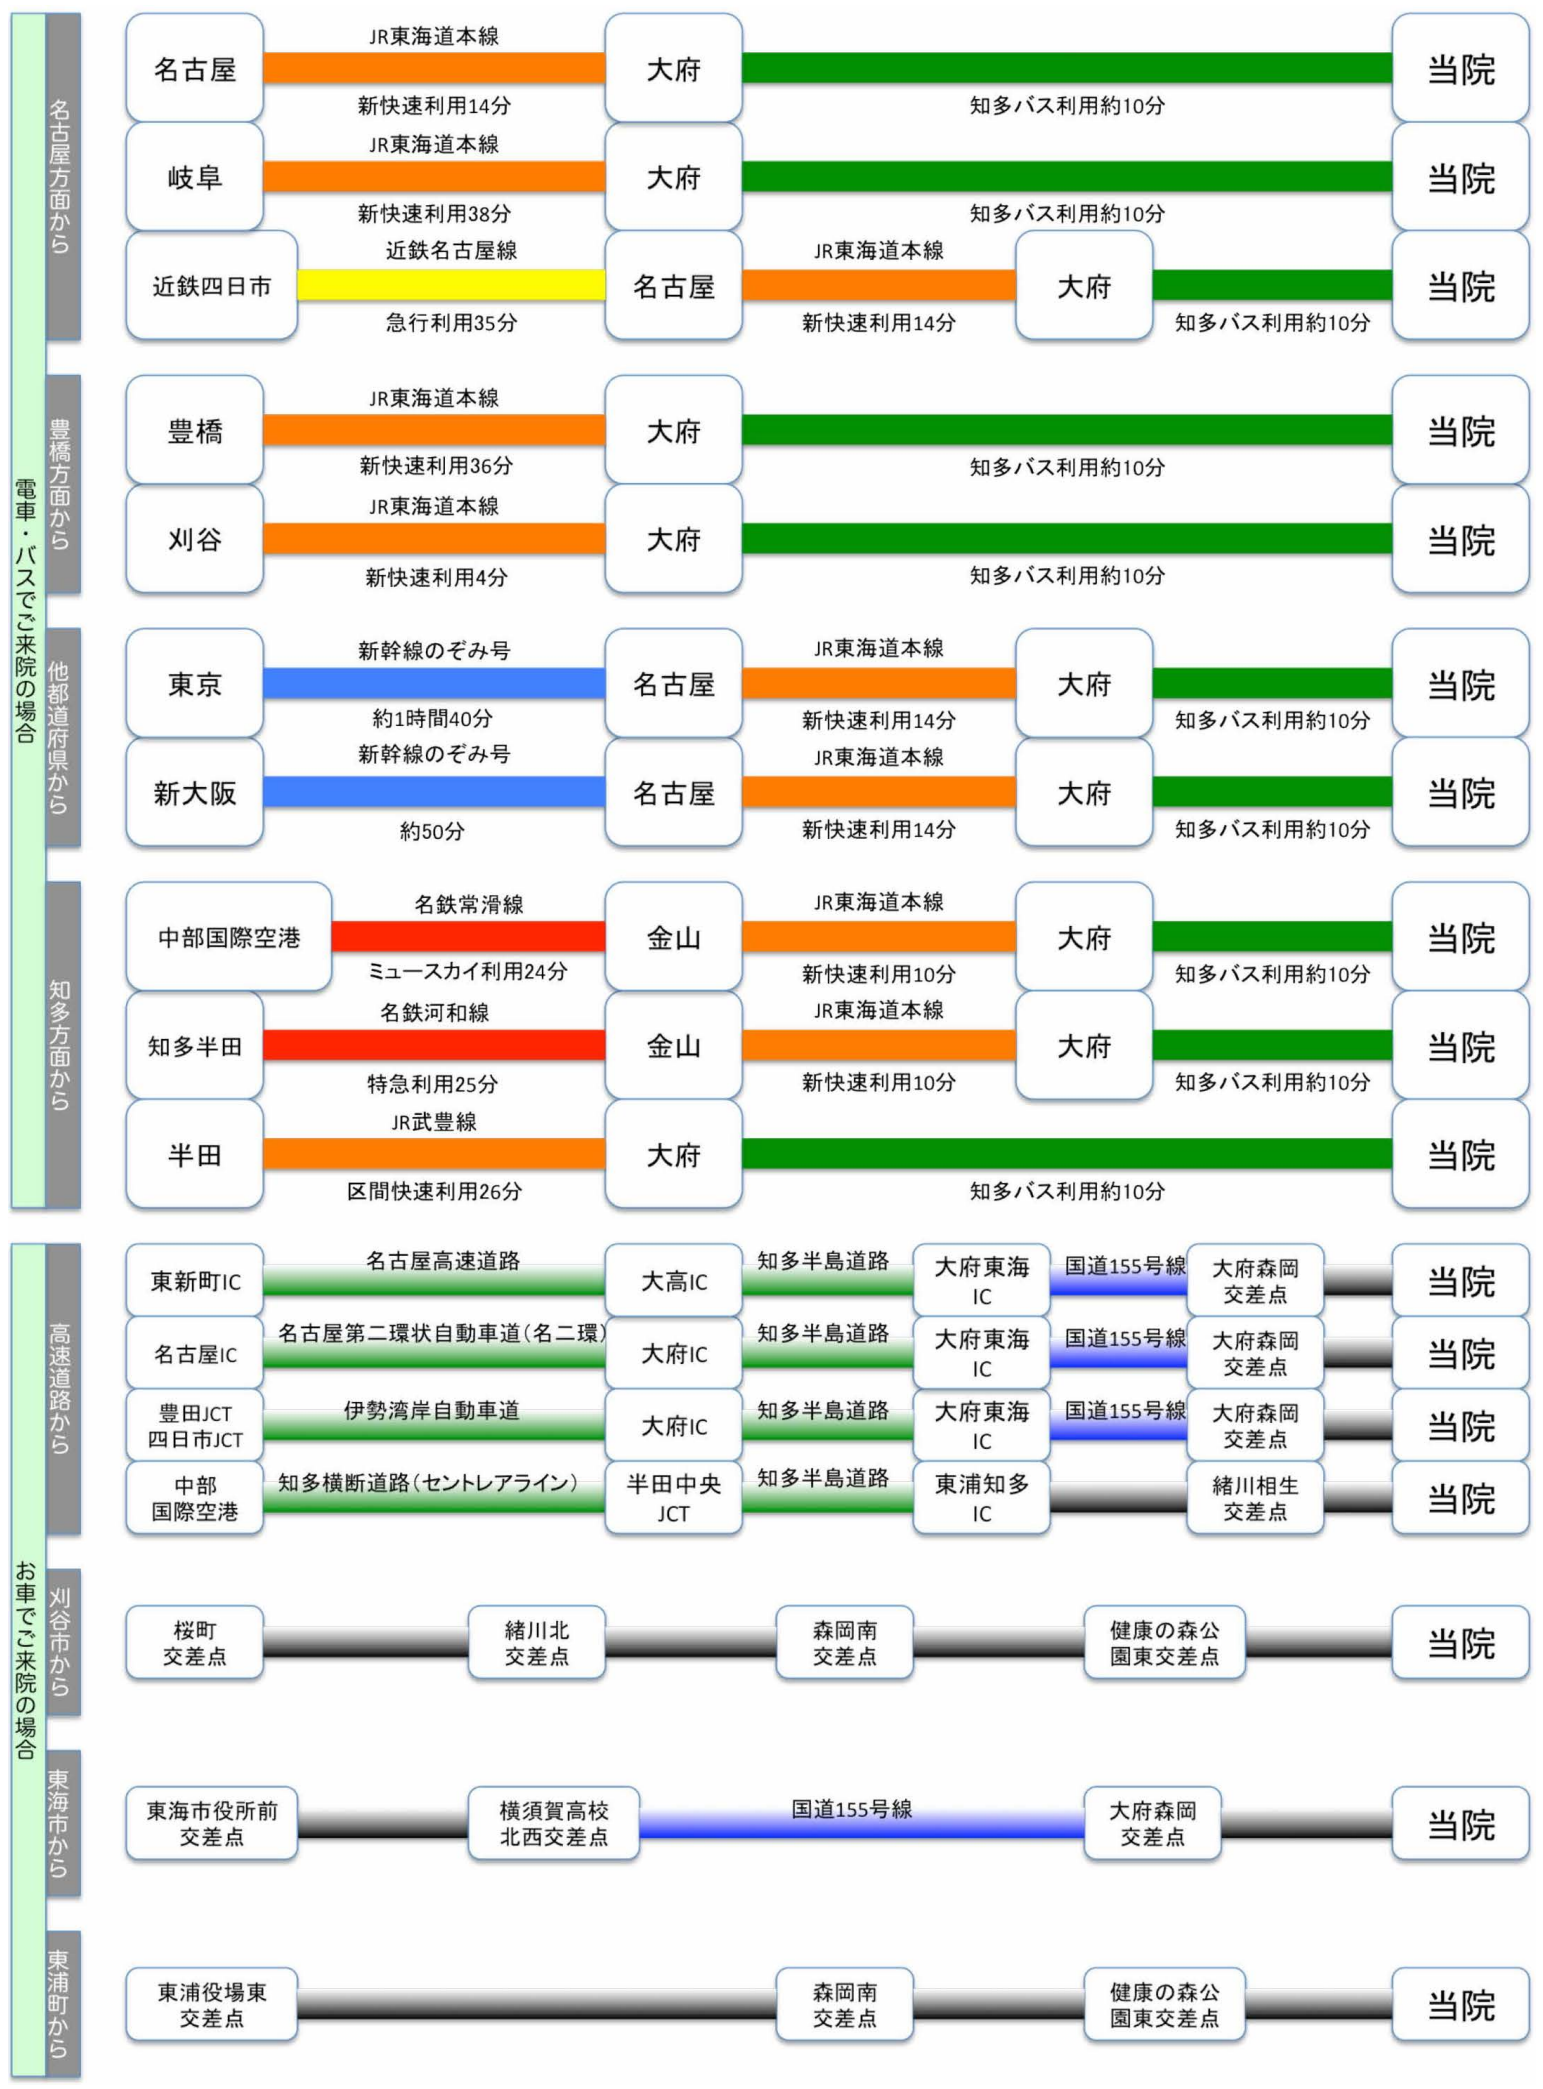 電車・バスでご来院の場合
名古屋方面から
名古屋
JR東海道本線
新快速利用14分
大府
知多バス利用約10分
当院
岐阜
JR東海道本線
新快速利用38分
大府
知多バス利用約10分
当院
近鉄四日市
近鉄名古屋線
急行利用35分
名古屋
JR東海道本線
新快速利用14分
大府
知多バス利用約10分
当院
豊橋方面から
豊橋
JR東海道本線
新快速利用36分
大府
知多バス利用約10分
当院
刈谷
JR東海道本線
新快速利用4分
大府
知多バス利用約10分
当院
他都道府県から
東京
新幹線のぞみ号
約1時間40分
名古屋
JR東海道本線
新快速利用14分
大府
知多バス利用約10分
当院
新大阪
新幹線のぞみ号
約50分
名古屋
JR東海道本線
新快速利用14分
大府
知多バス利用約10分
当院
知多方面から
中部国際空港
名鉄常滑線
ミュースカイ利用24分
金山
JR東海道本線
新快速利用10分
大府
知多バス利用約10分
当院
知多半田
名鉄河和線
特急利用25分
金山
JR東海道本線
新快速利用10分
大府
知多バス利用約10分
当院
半田
JR武豊線
区間快速利用26分
大府
知多バス利用約10分
当院
お車でご来院の場合
高速道路から
東新町IC
名古屋高速道路
大高IC
知多半島道路
大府東海
IC
国道155号線
大府森岡
交差点
当院
名古屋IC
名古屋第二環状自動車道（名二環）
大府IC
知多半島道路
大府東海
IC
国道155号線
大府森岡
交差点
当院
豊田JCT
四日市JCT
伊勢湾岸自動車道
大府IC
知多半島道路
大府東海
IC
国道155号線
大府森岡
交差点
当院
中部
国際空港
知多横断道路（セントレアライン）
半田中央
JCT
知多半島道路
東浦知多
IC
緒川相生
交差点
当院
刈谷市から
桜町
交差点
緒川北
交差点
森岡南
交差点
健康の森公
園東交差点
当院
東海市から
東海市役所前
交差点
横須賀高校
北西交差点
国道155号線
大府森岡
交差点
当院
東浦町から
東浦役場東
交差点
森岡南
交差点
健康の森公
園東交差点
当院